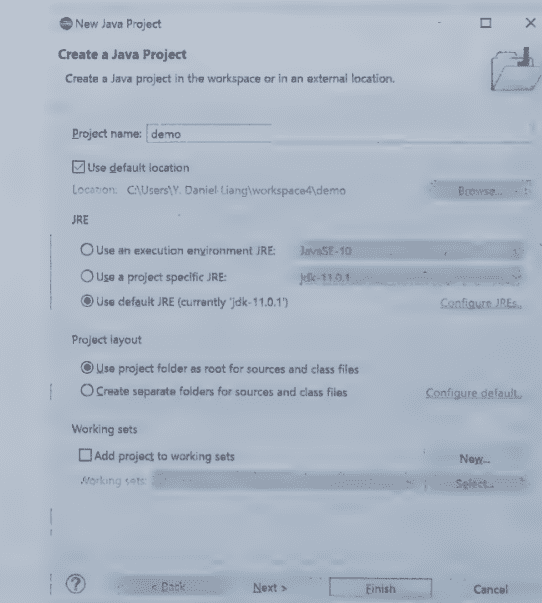 New Java Project
Create a Java Project
Create a Java project in the workspace or in an external location.
Project name: demo
Use default location
Location: C:\Users\Y. Daniel Liang\workspace4\demo Browse...
JRE
Use an execution environment JRE: JavaSE-10
Use a project specific JRE: jdk-11.0.1
Use default JRE (currently 'jdk-11.0.1') Configure JREs..
Project layout
Use project folder as root for sources and class files
Create separate folders for sources and class files Configure default..
Working sets
Add project to working sets New..
Working sets: Select..
? < Back Next > Finish Cancel